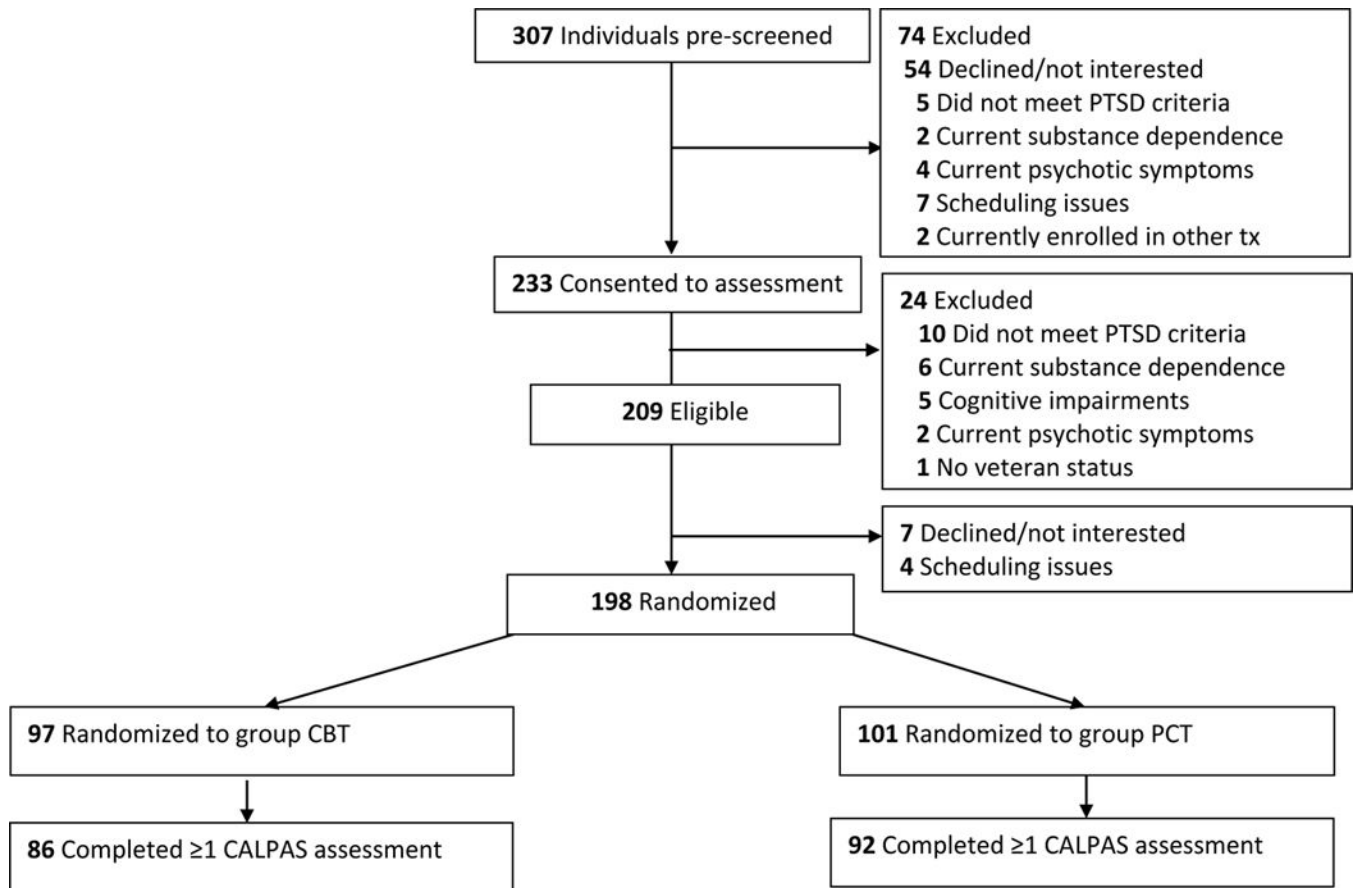 307 Individuals pre-screened
74 Excluded
54 Declined/not interested
5 Did not meet PTSD criteria
2 Current substance dependence
4 Current psychotic symptoms
7 Scheduling issues
2 Currently enrolled in other tx
233 Consented to assessment
24 Excluded
10 Did not meet PTSD criteria
6 Current substance dependence
5 Cognitive impairments
2 Current psychotic symptoms
1 No veteran status
209 Eligible
7 Declined/not interested
4 Scheduling issues
198 Randomized
97 Randomized to group CBT
101 Randomized to group PCT
86 Completed ≥1 CALPAS assessment
92 Completed ≥1 CALPAS assessment